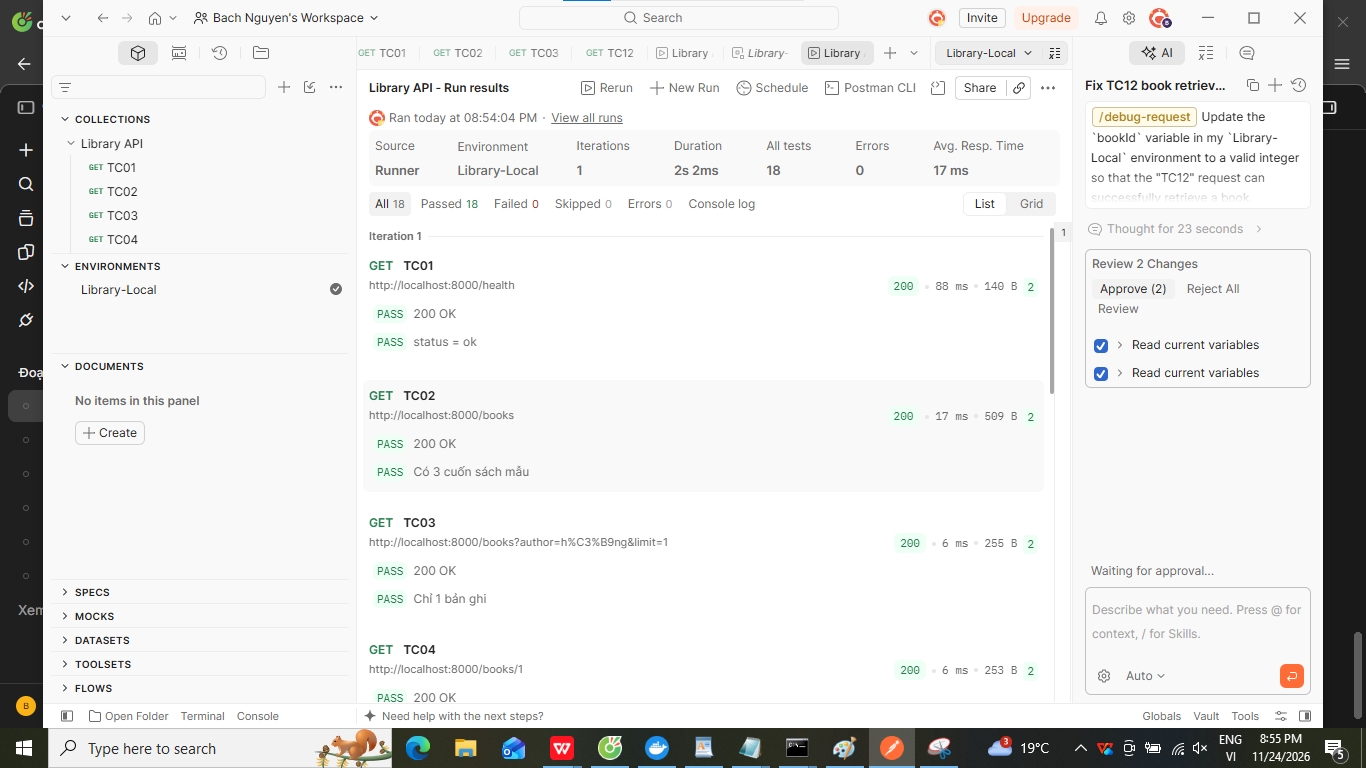 Bach Nguyen's Workspace
Search
Invite
Upgrade
B
GET TC01
GET TC02
GET TC03
GET TC12
Library
Library-
Library
Library-Local
AI
COLLECTIONS
Library API
GET TC01
GET TC02
GET TC03
GET TC04
ENVIRONMENTS
Library-Local
DOCUMENTS
No items in this panel
Create
SPECS
MOCKS
DATASETS
TOOLSETS
FLOWS
Library API - Run results
Rerun
New Run
Schedule
Postman CLI
Share
Ran today at 08:54:04 PM · View all runs
Source Environment Iterations Duration All tests Errors Avg. Resp. Time
Runner Library-Local 1 2s 2ms 18 0 17 ms
All 18 Passed 18 Failed 0 Skipped 0 Errors 0 Console log List Grid
Iteration 1
1
GET TC01
http://localhost:8000/health
200 • 88 ms • 140 B 2
PASS 200 OK
PASS status = ok
GET TC02
http://localhost:8000/books
200 • 17 ms • 509 B 2
PASS 200 OK
PASS Có 3 cuốn sách mẫu
GET TC03
http://localhost:8000/books?author=h%C3%B9ng&limit=1
200 • 6 ms • 255 B 2
PASS 200 OK
PASS Chỉ 1 bản ghi
GET TC04
http://localhost:8000/books/1
200 • 6 ms • 253 B 2
PASS 200 OK
Fix TC12 book retriev...
/debug-request Update the
`bookId` variable in my `Library-
Local` environment to a valid integer
so that the "TC12" request can
successfully retrieve a book.
Thought for 23 seconds
Review 2 Changes
Approve (2) Reject All
Review
Read current variables
Read current variables
Waiting for approval...
Describe what you need. Press @ for
context, / for Skills.
Auto
Đoạ
Xem
B
Open Folder Terminal Console
Need help with the next steps?
Globals Vault Tools
Type here to search
3
19°C
ENG
VI
8:55 PM
11/24/2026
5